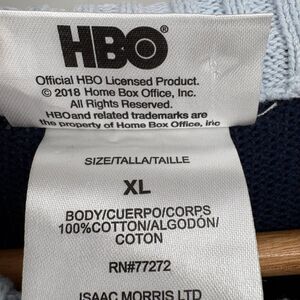 HBO
Official HBO Licensed Product.
© 2018 Home Box Office, Inc.
All Rights Reserved.
HBO and related trademarks are
the property of Home Box Office, Inc
SIZE/TALLA/TAILLE
XL
BODY/CUERPO/CORPS
100%COTTON/ALGODÓN/
COTON
RN#77272
ISAAC MORRIS LTD